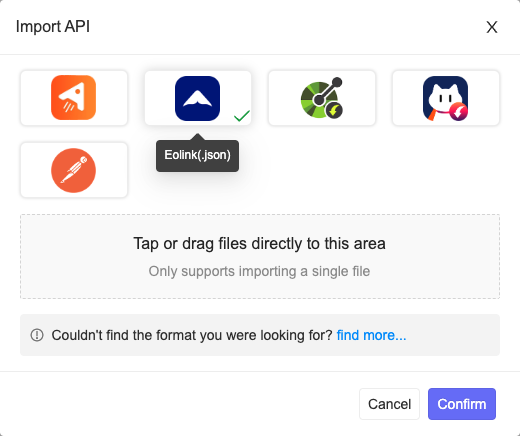 Import API
X
Eolink(.json)
Tap or drag files directly to this area
Only supports importing a single file
Couldn't find the format you were looking for? find more...
Cancel
Confirm